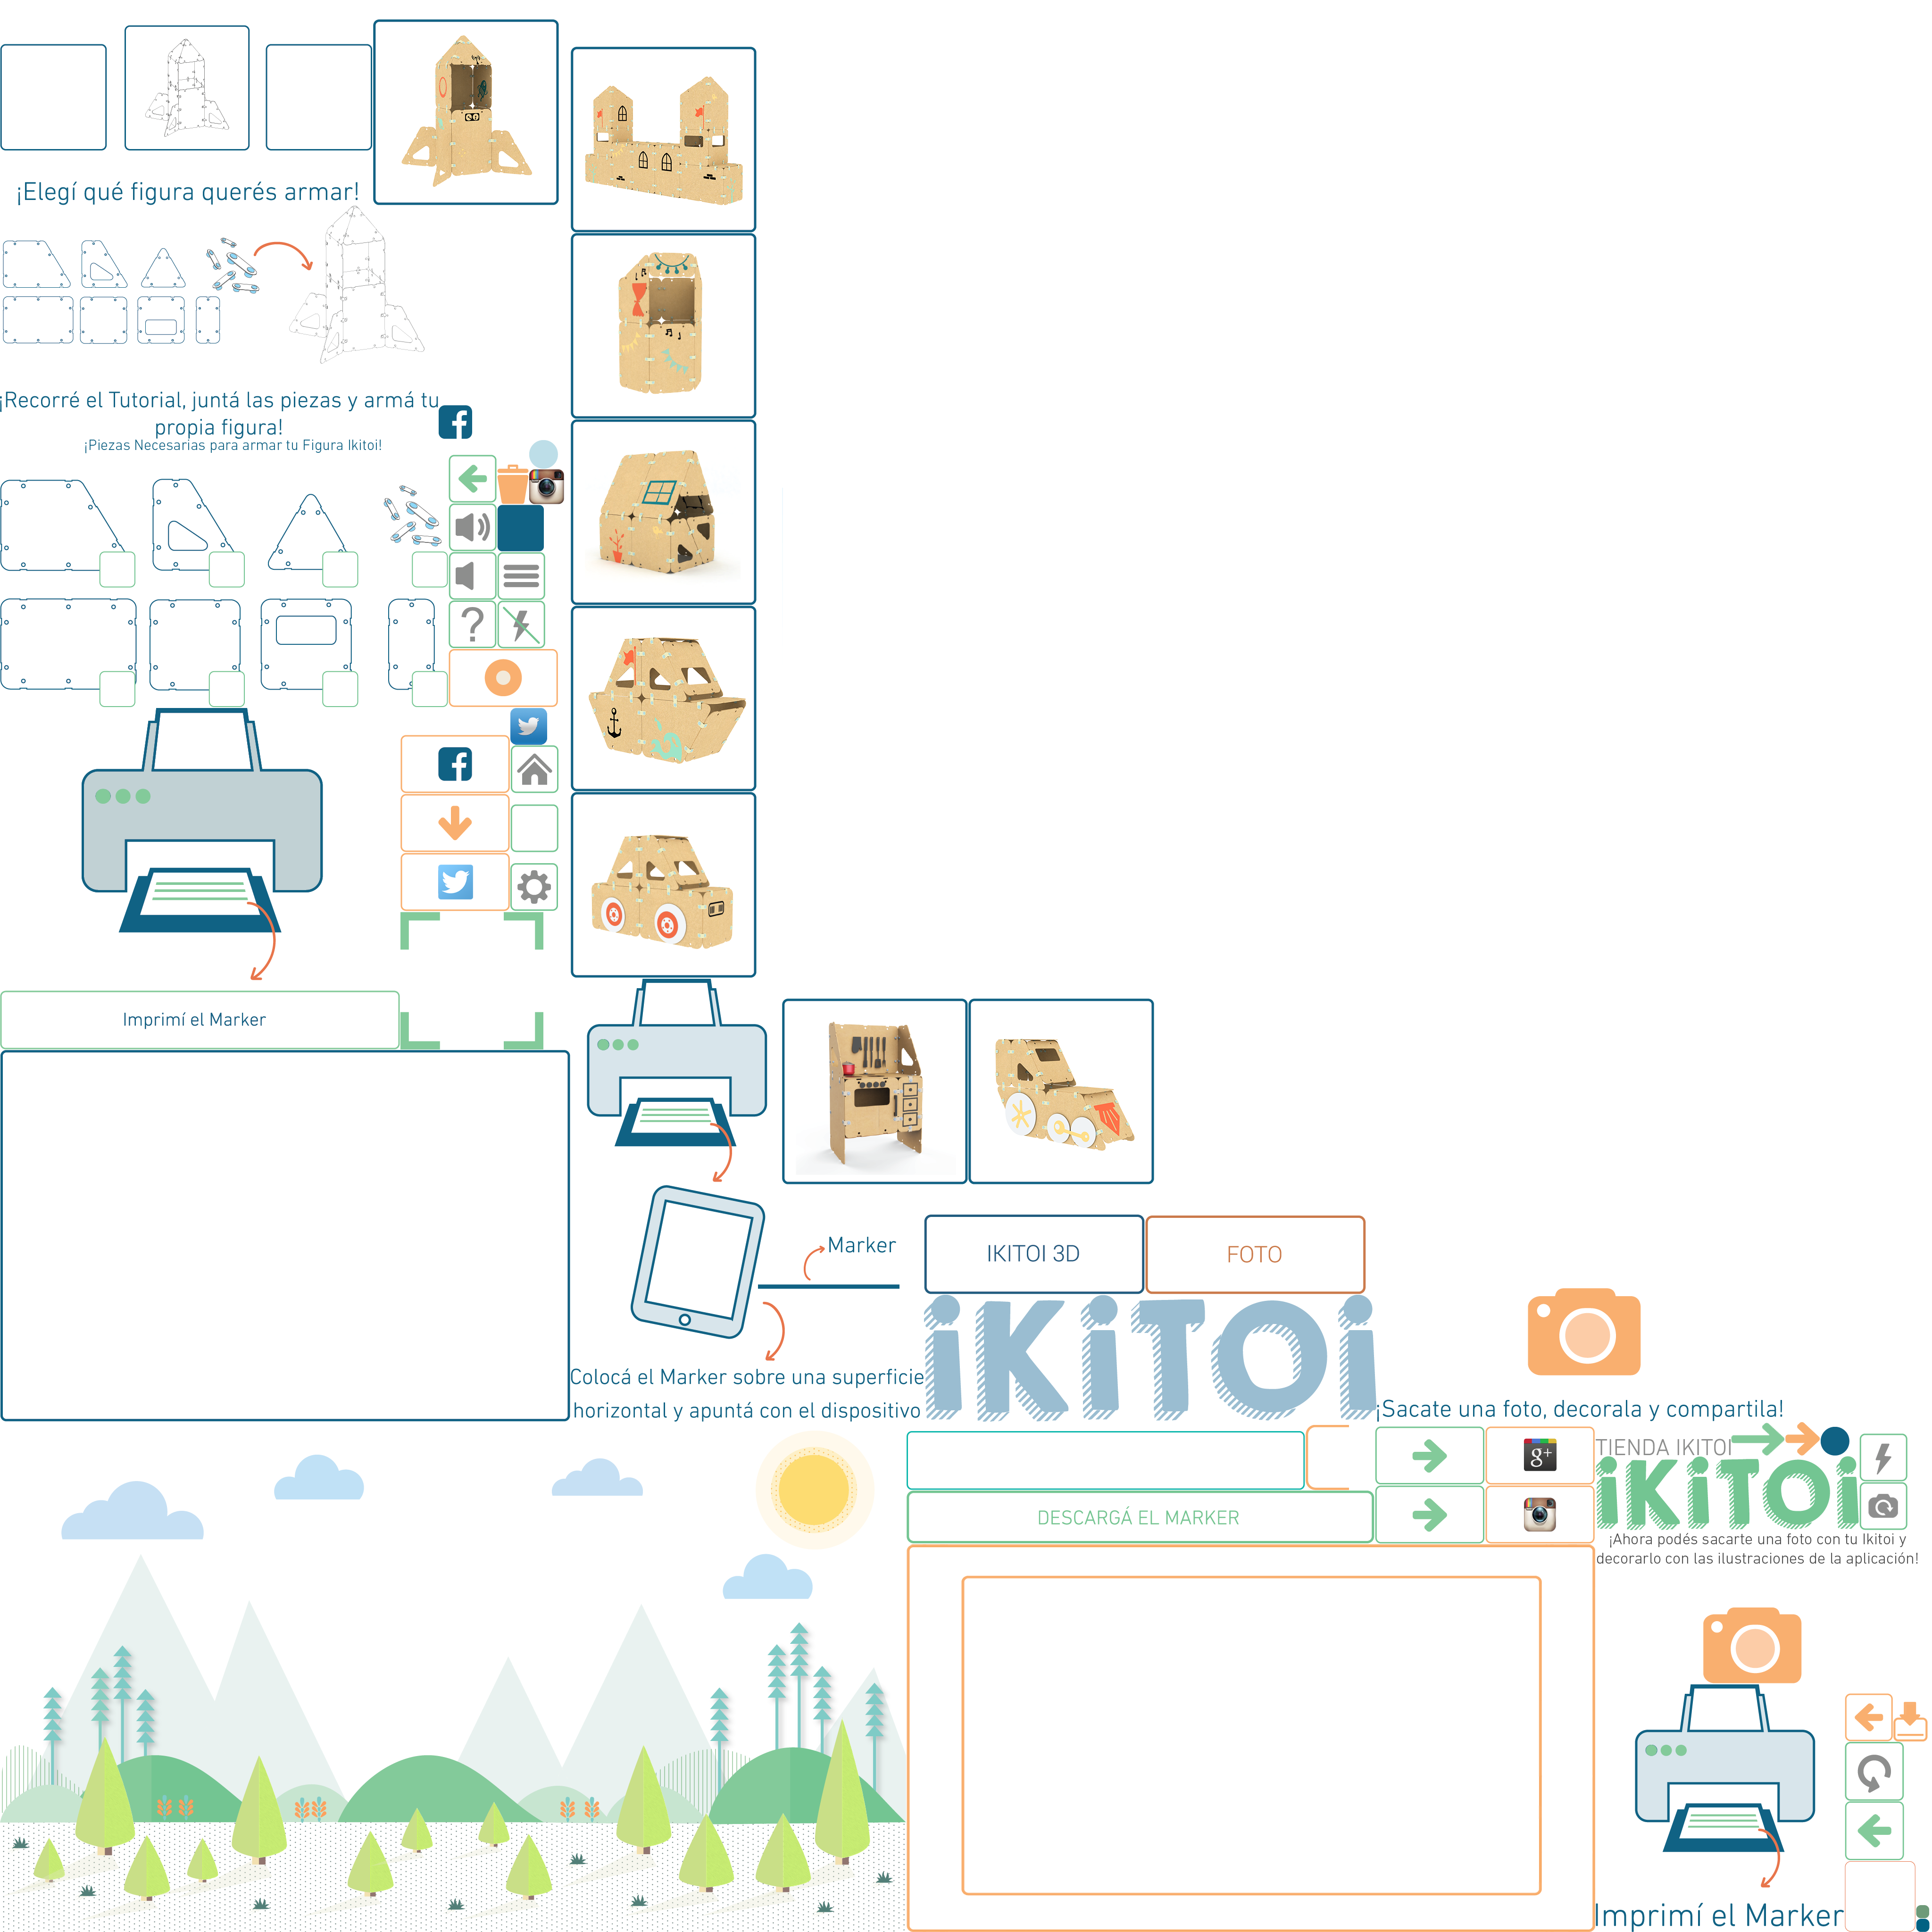 ¡Elegí qué figura querés armar!
¡Recorré el Tutorial, juntá las piezas y armá tu
propia figura!
¡Piezas Necesarias para armar tu Figura Ikitoi!
?
Imprimí el Marker
Marker
IKITOI 3D
FOTO
iKiTOi
Colocá el Marker sobre una superficie
horizontal y apuntá con el dispositivo
¡Sacate una foto, decorala y compartila!
TIENDA IKITOI
g+
iKiTOi
DESCARGÁ EL MARKER
¡Ahora podés sacarte una foto con tu Ikitoi y
decorarlo con las ilustraciones de la aplicación!
Imprimí el Marker